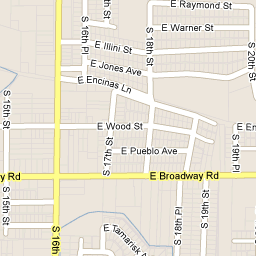 E Raymond St
E Warner St
S 16th Pl
S 18th St
E Illini St
S 20th St
E Jones Ave
E Encinas Ln
S 15th St
E Wood St
S 17th St
E Pueblo Ave
S 19th Pl
E
y Rd
E Broadway Rd
S 15th St
S 16th
E Tamarisk A
S 18th Pl
S 19th St